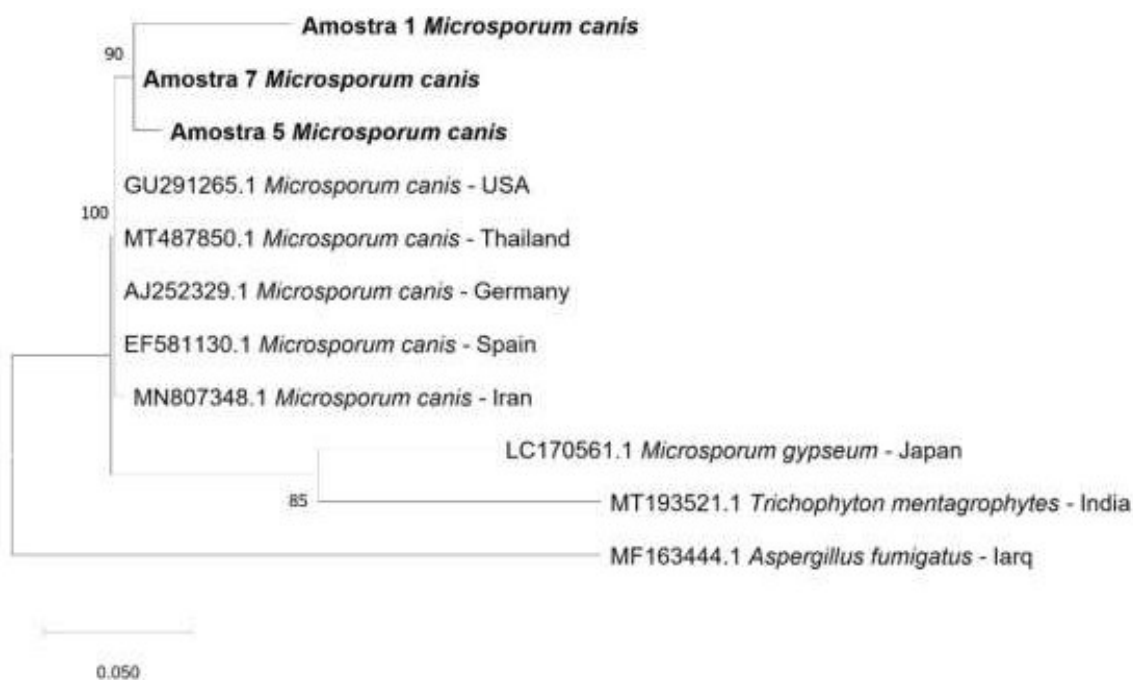 Amostra 1 Microsporum canis
90
Amostra 7 Microsporum canis
Amostra 5 Microsporum canis
GU291265.1 Microsporum canis - USA
100
MT487850.1 Microsporum canis - Thailand
AJ252329.1 Microsporum canis - Germany
EF581130.1 Microsporum canis - Spain
MN807348.1 Microsporum canis - Iran
LC170561.1 Microsporum gypseum - Japan
85
MT193521.1 Trichophyton mentagrophytes - India
MF163444.1 Aspergillus fumigatus - Iarq
0.050